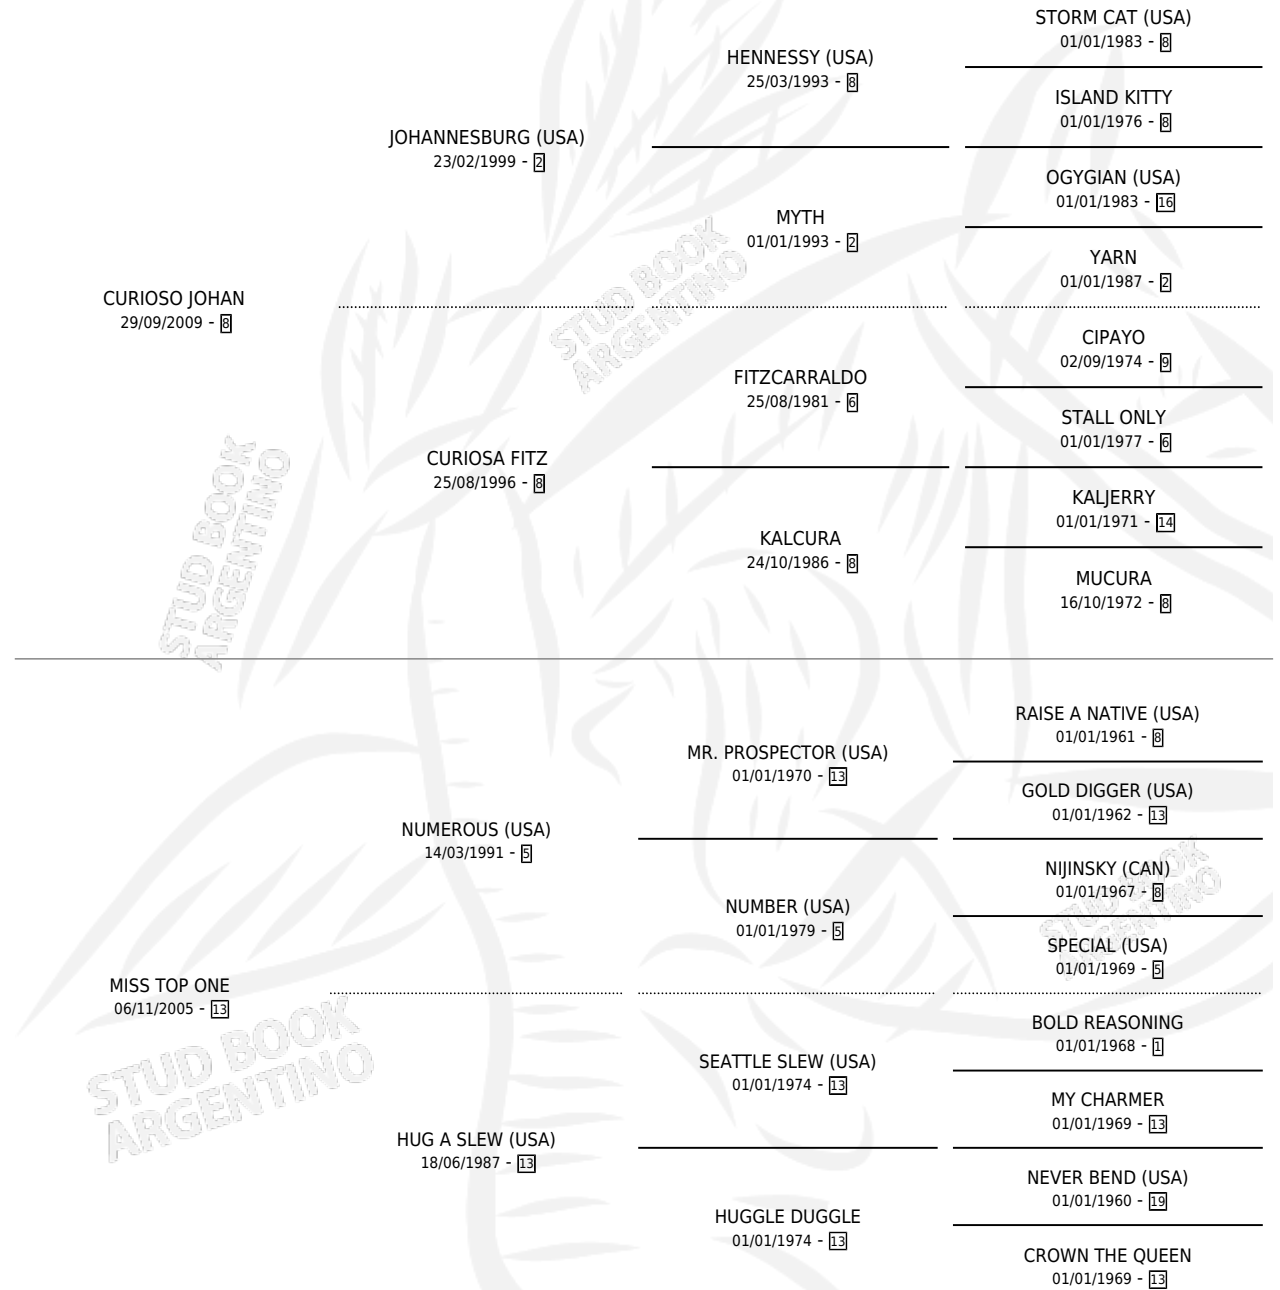 STORM CAT (USA)
01/01/1983 - 8
HENNESSY (USA)
25/03/1993 - 8
ISLAND KITTY
01/01/1976 - 8
JOHANNESBURG (USA)
23/02/1999 - 2
OGYGIAN (USA)
01/01/1983 - 16
MYTH
01/01/1993 - 2
YARN
01/01/1987 - 2
CURIOSO JOHAN
29/09/2009 - 8
CIPAYO
02/09/1974 - 9
FITZCARRALDO
25/08/1981 - 6
STALL ONLY
01/01/1977 - 6
CURIOSA FITZ
25/08/1996 - 8
KALJERRY
01/01/1971 - 14
KALCURA
24/10/1986 - 8
MUCURA
16/10/1972 - 8
RAISE A NATIVE (USA)
01/01/1961 - 8
MR. PROSPECTOR (USA)
01/01/1970 - 13
GOLD DIGGER (USA)
01/01/1962 - 13
NUMEROUS (USA)
14/03/1991 - 5
NIJINSKY (CAN)
01/01/1967 - 8
NUMBER (USA)
01/01/1979 - 5
SPECIAL (USA)
01/01/1969 - 5
MISS TOP ONE
06/11/2005 - 13
BOLD REASONING
01/01/1968 - 1
SEATTLE SLEW (USA)
01/01/1974 - 13
MY CHARMER
01/01/1969 - 13
HUG A SLEW (USA)
18/06/1987 - 13
NEVER BEND (USA)
01/01/1960 - 19
HUGGLE DUGGLE
01/01/1974 - 13
CROWN THE QUEEN
01/01/1969 - 13
STUD BOOK
ARGENTINO
STUD BOOK
ARGENTINO
STUD BOOK
ARGENTINO
STUD BOOK
ARGENTINO